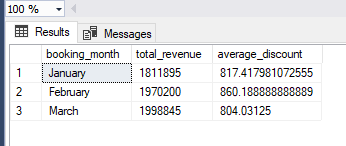 100 %
Results Messages
booking_month total_revenue average_discount
1 January 1811895 817.417981072555
2 February 1970200 860.188888888889
3 March 1998845 804.03125